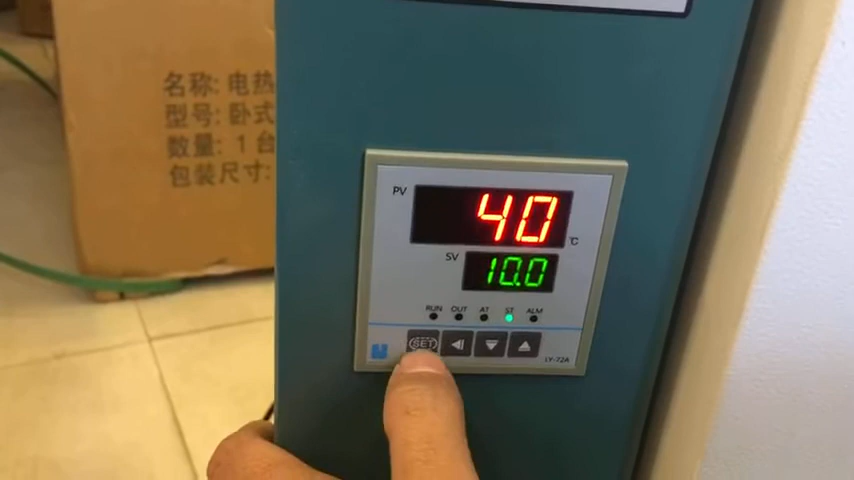 名称: 电热
型号: 卧式
数量: 1台
包装尺寸:
PV
40
℃
SV
10.0
RUN OUT AT ST ALM
SET
LY-72A